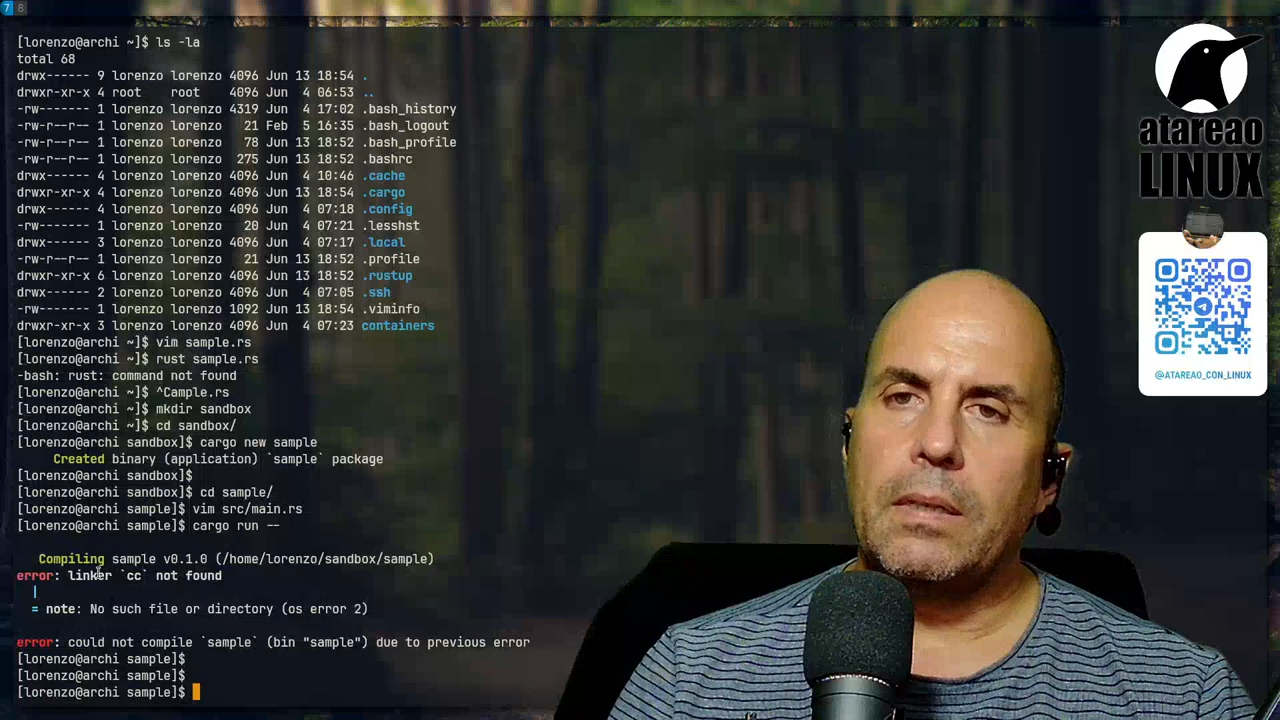 7 8
[lorenzo@archi ~]$ ls -la
total 68
drwx------ 9 lorenzo lorenzo 4096 Jun 13 18:54 .
drwxr-xr-x 4 root    root    4096 Jun  4 06:53 ..
-rw------- 1 lorenzo lorenzo 4319 Jun  4 17:02 .bash_history
-rw-r--r-- 1 lorenzo lorenzo   21 Feb  5 16:35 .bash_logout
-rw-r--r-- 1 lorenzo lorenzo   78 Jun 13 18:52 .bash_profile
-rw-r--r-- 1 lorenzo lorenzo  275 Jun 13 18:52 .bashrc
drwx------ 4 lorenzo lorenzo 4096 Jun  4 10:46 .cache
drwxr-xr-x 4 lorenzo lorenzo 4096 Jun 13 18:54 .cargo
drwxr-xr-x 4 lorenzo lorenzo 4096 Jun  4 07:18 .config
-rw------- 1 lorenzo lorenzo   20 Jun  4 07:21 .lesshst
drwx------ 3 lorenzo lorenzo 4096 Jun  4 07:17 .local
-rw-r--r-- 1 lorenzo lorenzo   21 Jun 13 18:52 .profile
drwxr-xr-x 6 lorenzo lorenzo 4096 Jun 13 18:52 .rustup
drwx------ 2 lorenzo lorenzo 4096 Jun  4 07:05 .ssh
-rw------- 1 lorenzo lorenzo 1092 Jun 13 18:54 .viminfo
drwxr-xr-x 3 lorenzo lorenzo 4096 Jun  4 07:23 containers
[lorenzo@archi ~]$ vim sample.rs
[lorenzo@archi ~]$ rust sample.rs
-bash: rust: command not found
[lorenzo@archi ~]$ ^Cample.rs
[lorenzo@archi ~]$ mkdir sandbox
[lorenzo@archi ~]$ cd sandbox/
[lorenzo@archi sandbox]$ cargo new sample
Created binary (application) `sample` package
[lorenzo@archi sandbox]$
[lorenzo@archi sandbox]$ cd sample/
[lorenzo@archi sample]$ vim src/main.rs
[lorenzo@archi sample]$ cargo run --
Compiling sample v0.1.0 (/home/lorenzo/sandbox/sample)
error: linker `cc` not found
|
= note: No such file or directory (os error 2)
error: could not compile `sample` (bin "sample") due to previous error
[lorenzo@archi sample]$
[lorenzo@archi sample]$
[lorenzo@archi sample]$
atareao
LINUX
@ATAREAO_CON_LINUX